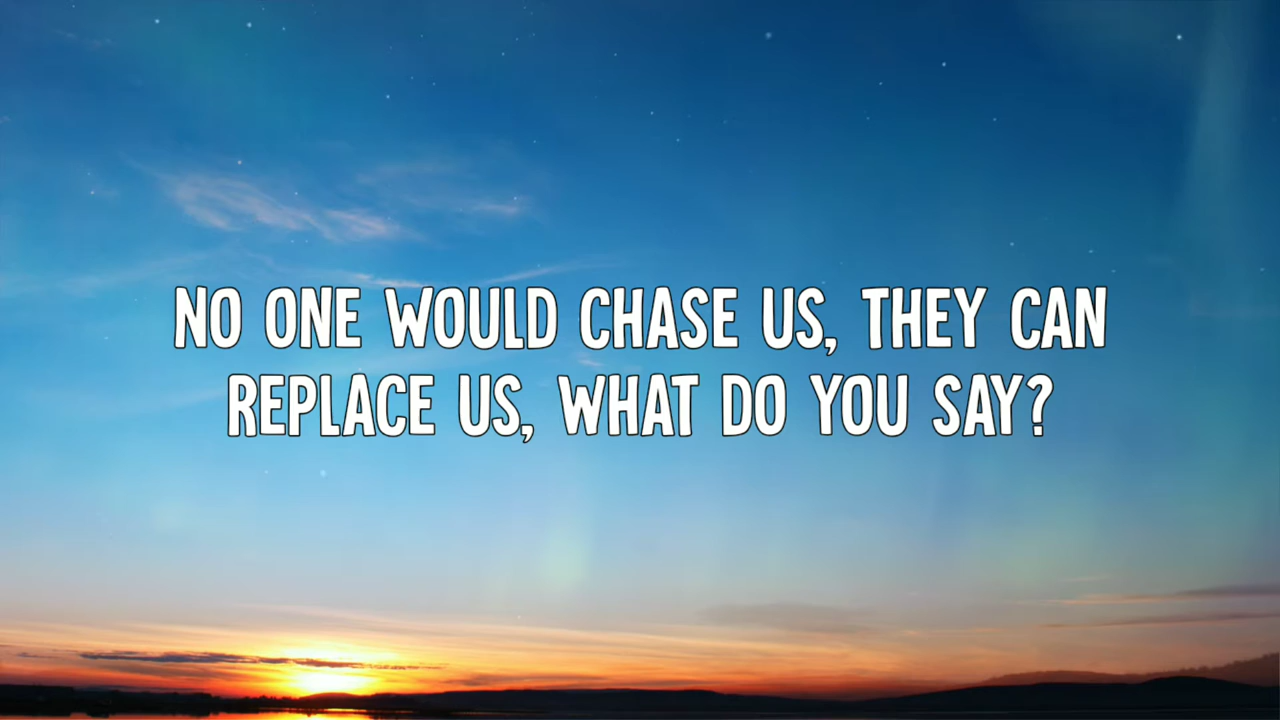 NO ONE WOULD CHASE US, THEY CAN
REPLACE US, WHAT DO YOU SAY?